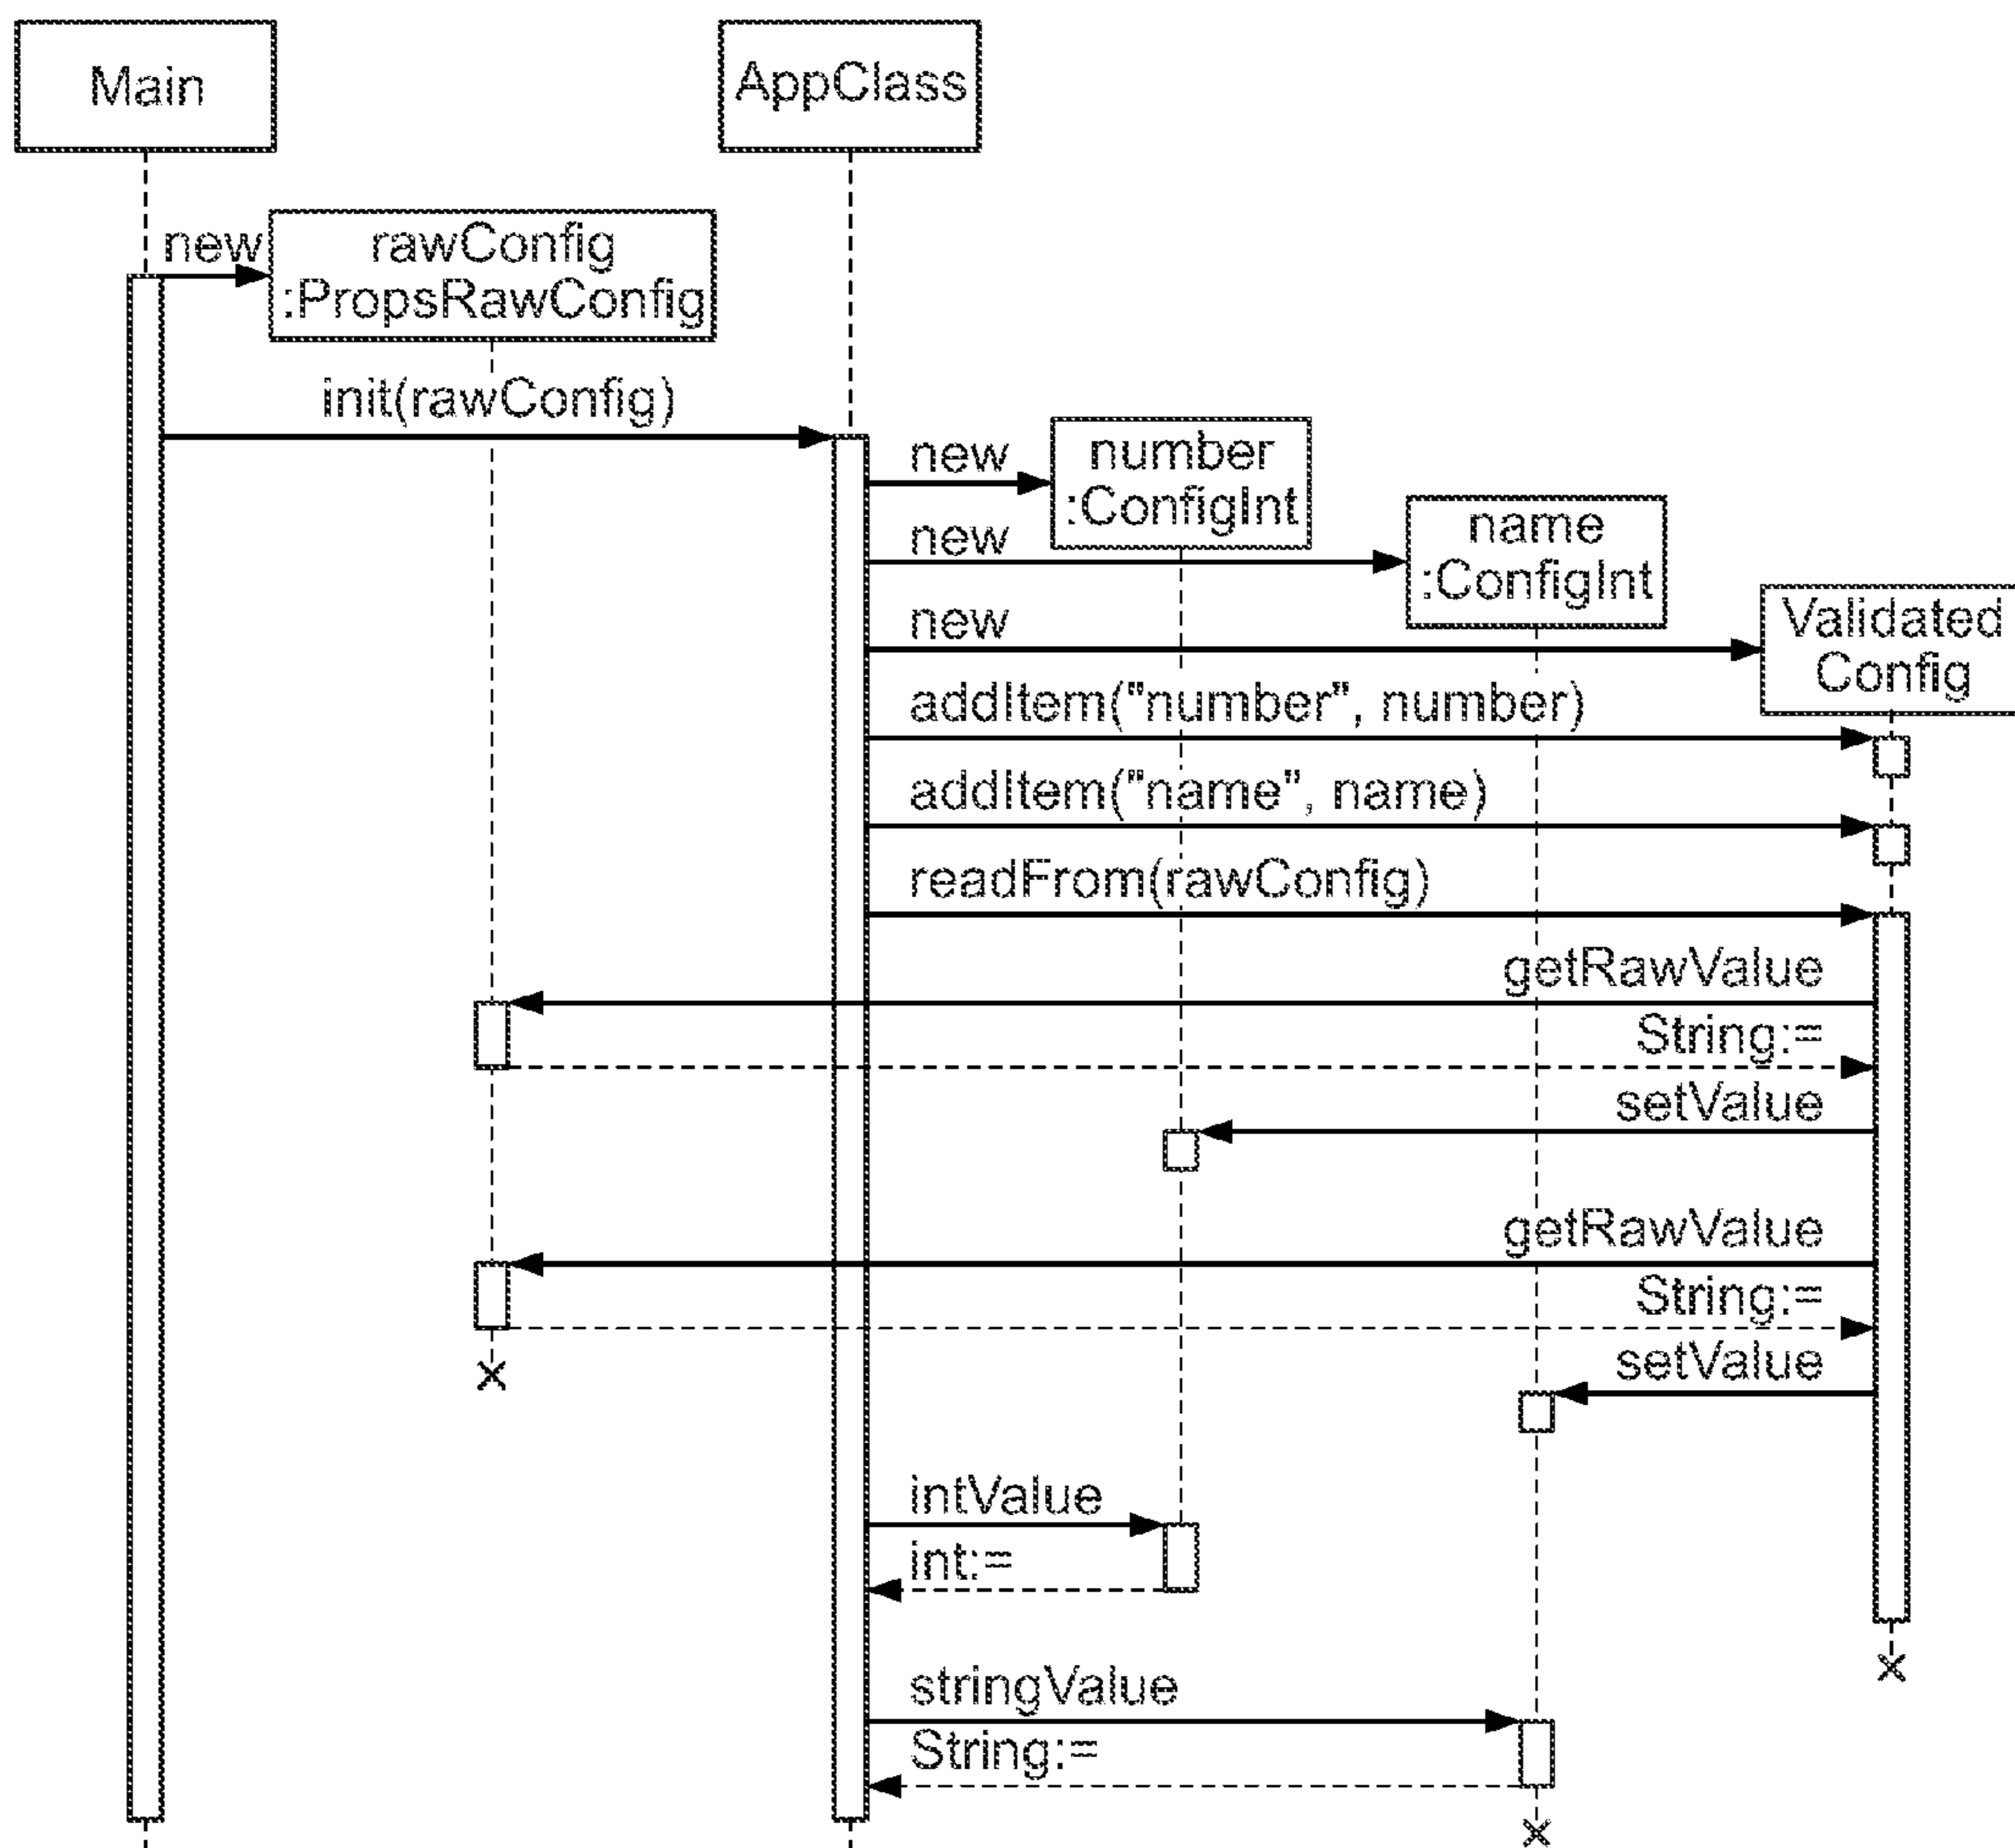 Main
AppClass
new
rawConfig
:PropsRawConfig
init(rawConfig)
new
number
:ConfigInt
new
name
:ConfigInt
new
Validated
Config
addItem("number", number)
addItem("name", name)
readFrom(rawConfig)
getRawValue
String:=
setValue
getRawValue
String:=
setValue
intValue
int:=
stringValue
String:=